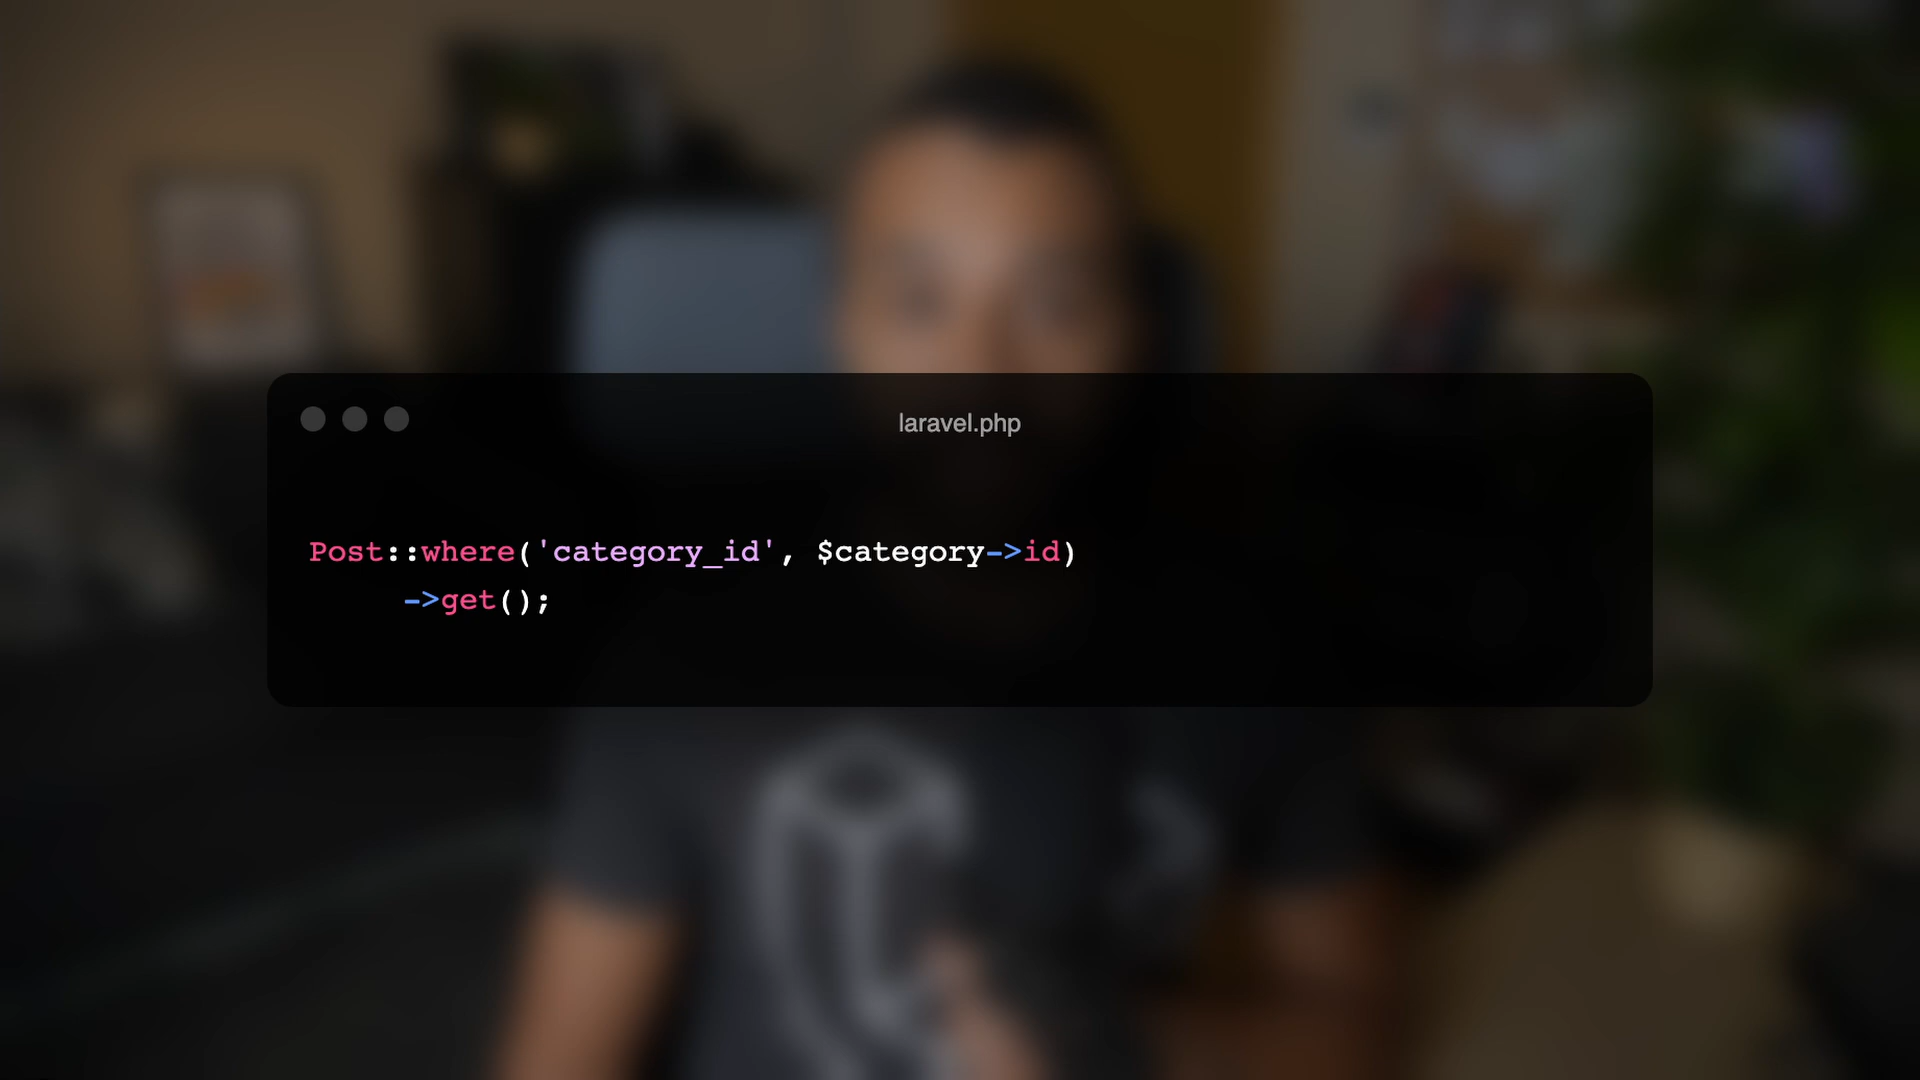 laravel.php
Post::where('category_id', $category->id)
->get();